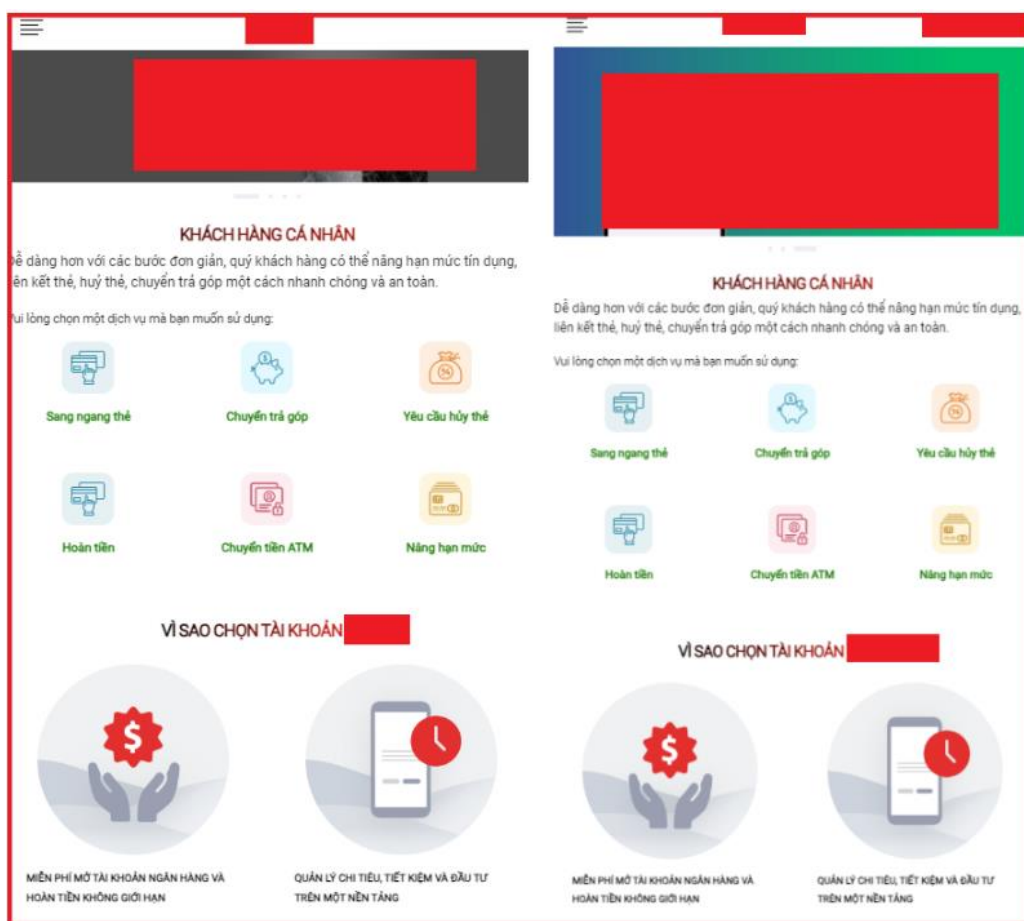 KHÁCH HÀNG CÁ NHÂN
Dễ dàng hơn với các bước đơn giản, quý khách hàng có thể nâng hạn mức tín dụng,
liên kết thẻ, huỷ thẻ, chuyển trả góp một cách nhanh chóng và an toàn.
Vui lòng chọn một dịch vụ mà bạn muốn sử dụng:
Sang ngang thẻ
Chuyển trả góp
Yêu cầu hủy thẻ
Hoàn tiền
Chuyển tiền ATM
Nâng hạn mức
VÌ SAO CHỌN TÀI KHOẢN
MIỄN PHÍ MỞ TÀI KHOẢN NGÂN HÀNG VÀ
HOÀN TIỀN KHÔNG GIỚI HẠN
QUẢN LÝ CHI TIÊU, TIẾT KIỆM VÀ ĐẦU TƯ
TRÊN MỘT NỀN TẢNG
KHÁCH HÀNG CÁ NHÂN
Dễ dàng hơn với các bước đơn giản, quý khách hàng có thể nâng hạn mức tín dụng,
liên kết thẻ, huỷ thẻ, chuyển trả góp một cách nhanh chóng và an toàn.
Vui lòng chọn một dịch vụ mà bạn muốn sử dụng:
Sang ngang thẻ
Chuyển trả góp
Yêu cầu hủy thẻ
Hoàn tiền
Chuyển tiền ATM
Nâng hạn mức
VÌ SAO CHỌN TÀI KHOẢN
MIỄN PHÍ MỞ TÀI KHOẢN NGÂN HÀNG VÀ
HOÀN TIỀN KHÔNG GIỚI HẠN
QUẢN LÝ CHI TIÊU, TIẾT KIỆM VÀ ĐẦU TƯ
TRÊN MỘT NỀN TẢNG